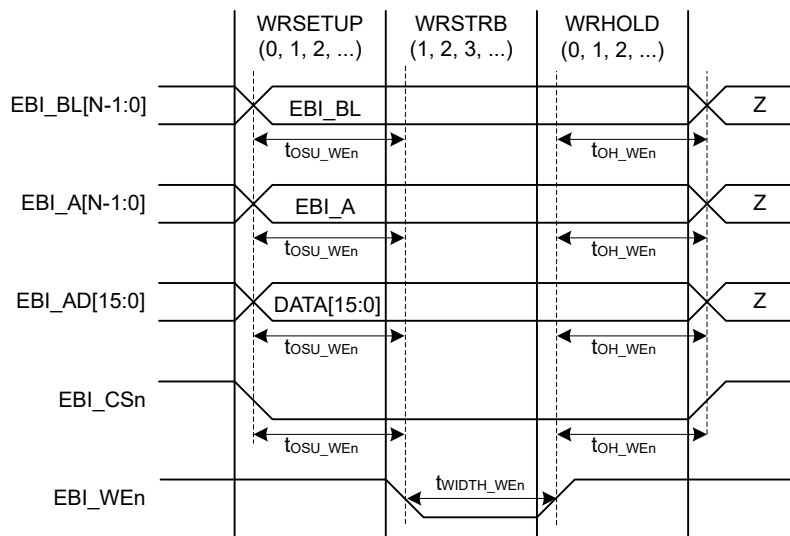 WRSETUP WRSTRB WRHOLD
(0, 1, 2, ...) (1, 2, 3, ...) (0, 1, 2, ...)
EBI_BL[N-1:0] EBI_BL Z
tOSU_WEn tOH_WEn
EBI_A[N-1:0] EBI_A Z
tOSU_WEn tOH_WEn
EBI_AD[15:0] DATA[15:0] Z
tOSU_WEn tOH_WEn
EBI_CSn
tOSU_WEn tOH_WEn
EBI_WEn tWIDTH_WEn